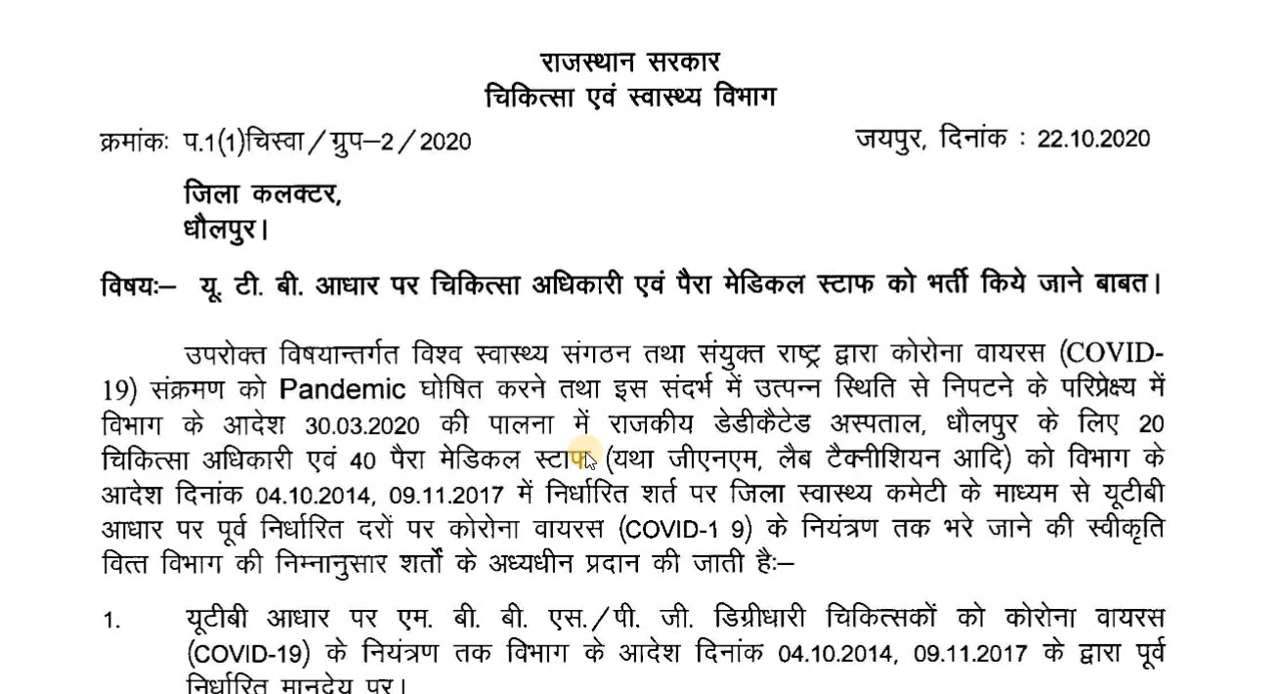 राजस्थान सरकार
चिकित्सा एवं स्वास्थ्य विभाग
क्रमांकः प.1(1)चिस्वा/ग्रुप–2/2020 जयपुर, दिनांक : 22.10.2020
जिला कलक्टर,
धौलपुर।
विषयः– यू. टी. बी. आधार पर चिकित्सा अधिकारी एवं पैरा मेडिकल स्टाफ को भर्ती किये जाने बाबत।
उपरोक्त विषयान्तर्गत विश्व स्वास्थ्य संगठन तथा संयुक्त राष्ट्र द्वारा कोरोना वायरस (COVID-
19) संक्रमण को Pandemic घोषित करने तथा इस संदर्भ में उत्पन्न स्थिति से निपटने के परिप्रेक्ष्य में
विभाग के आदेश 30.03.2020 की पालना में राजकीय डेडीकैटेड अस्पताल, धौलपुर के लिए 20
चिकित्सा अधिकारी एवं 40 पैरा मेडिकल स्टाफ (यथा जीएनएम, लैब टैक्नीशियन आदि) को विभाग के
आदेश दिनांक 04.10.2014, 09.11.2017 में निर्धारित शर्त पर जिला स्वास्थ्य कमेटी के माध्यम से यूटीबी
आधार पर पूर्व निर्धारित दरों पर कोरोना वायरस (COVID-1 9) के नियंत्रण तक भरे जाने की स्वीकृति
वित्त विभाग की निम्नानुसार शर्तों के अध्यधीन प्रदान की जाती हैः–
1. यूटीबी आधार पर एम. बी. बी. एस./पी. जी. डिग्रीधारी चिकित्सकों को कोरोना वायरस
(COVID-19) के नियंत्रण तक विभाग के आदेश दिनांक 04.10.2014, 09.11.2017 के द्वारा पूर्व
निर्धारित मानदेय पर।